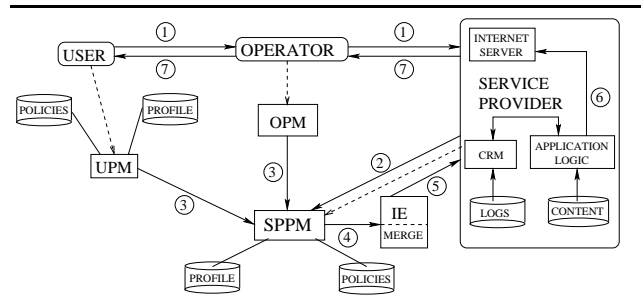 ①
①
INTERNET
SERVER
USER
OPERATOR
⑦
⑦
SERVICE
PROVIDER
⑥
POLICIES
PROFILE
OPM
②
CRM
APPLICATION
LOGIC
UPM
③
③
⑤
SPPM
④
IE
MERGE
LOGS
CONTENT
PROFILE
POLICIES